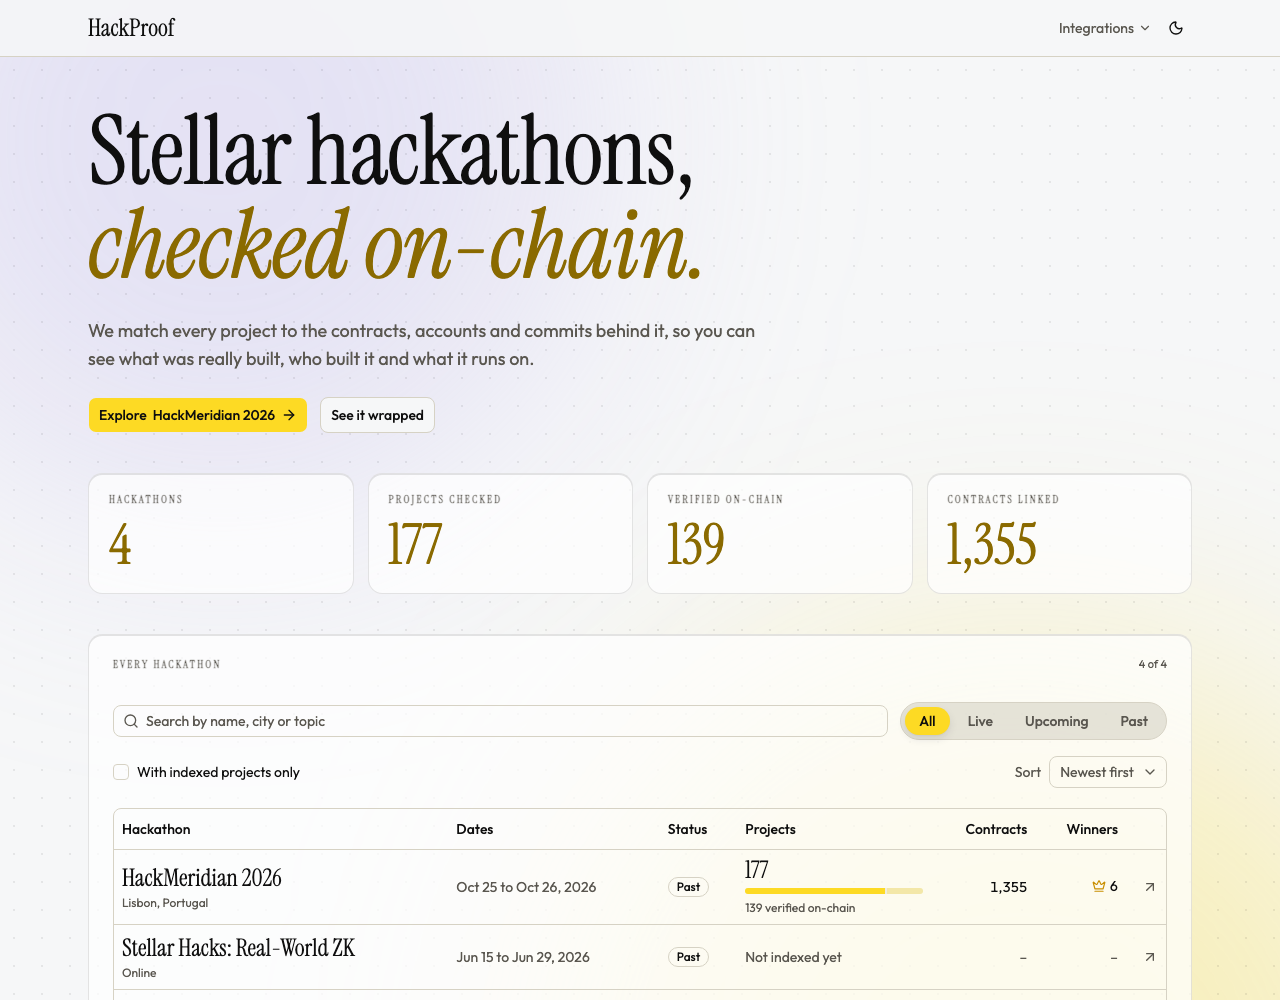 HackProof
Integrations
Stellar hackathons,
checked on-chain.
We match every project to the contracts, accounts and commits behind it, so you can
see what was really built, who built it and what it runs on.
Explore HackMeridian 2026
See it wrapped
HACKATHONS
4
PROJECTS CHECKED
177
VERIFIED ON-CHAIN
139
CONTRACTS LINKED
1,355
EVERY HACKATHON
4 of 4
Search by name, city or topic
All
Live
Upcoming
Past
With indexed projects only
Sort
Newest first
Hackathon
Dates
Status
Projects
Contracts
Winners
HackMeridian 2026
Lisbon, Portugal
Oct 25 to Oct 26, 2026
Past
177
139 verified on-chain
1,355
6
Stellar Hacks: Real-World ZK
Online
Jun 15 to Jun 29, 2026
Past
Not indexed yet
–
–